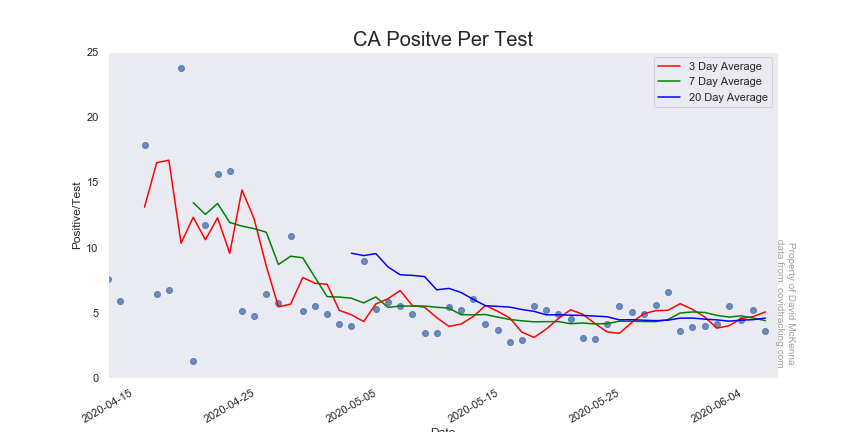 CA Positve Per Test
25
20
15
10
5
0
Positive/Test
3 Day Average
7 Day Average
20 Day Average
2020-04-15
2020-04-25
2020-05-05
2020-05-15
2020-05-25
2020-06-04
Date
Property of David McKenna
data from: covidtracking.com